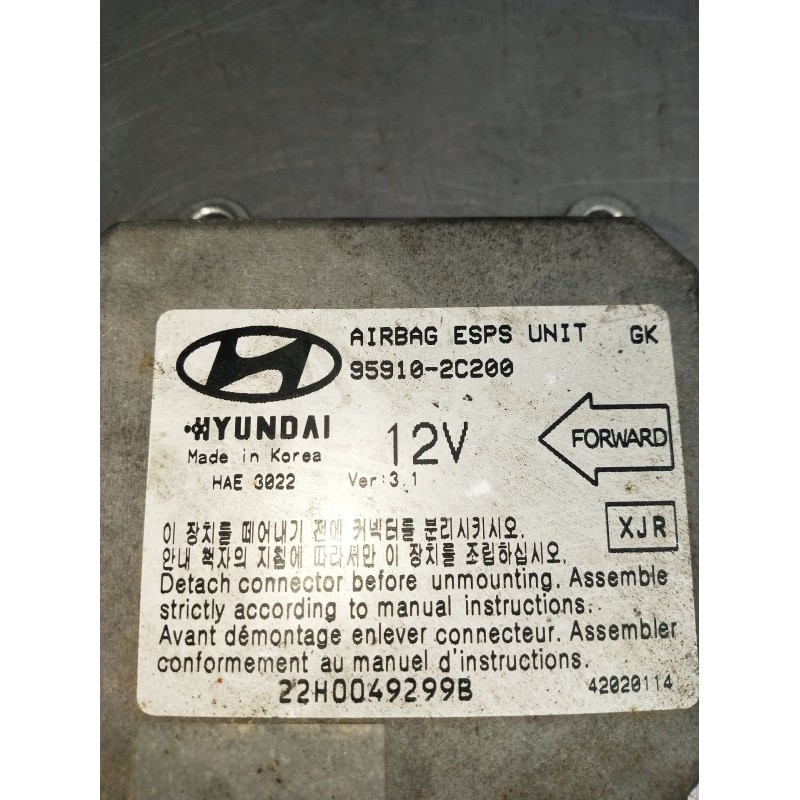 AIRBAG ESPS UNIT GK
95910-2C200
HYUNDAI
12V
FORWARD
Made in Korea
HAE 3022 Ver:3.1
XJR
이 장치를 떼어내기 전에 커넥터를 분리시키시오.
안내 책자의 지침에 따라서만 이 장치를 조립하십시오.
Detach connector before unmounting. Assemble
strictly according to manual instructions.
Avant démontage enlever connecteur. Assembler
conformement au manuel d'instructions.
22H0049299B 42020114